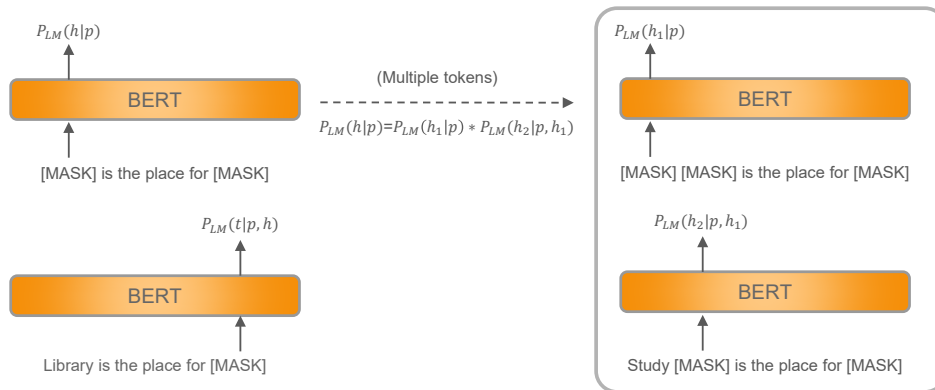 P_LM(h|p)
BERT
[MASK] is the place for [MASK]
P_LM(t|p, h)
BERT
Library is the place for [MASK]
(Multiple tokens)
P_LM(h|p)=P_LM(h₁|p) ∗ P_LM(h₂|p, h₁)
P_LM(h₁|p)
BERT
[MASK] [MASK] is the place for [MASK]
P_LM(h₂|p, h₁)
BERT
Study [MASK] is the place for [MASK]